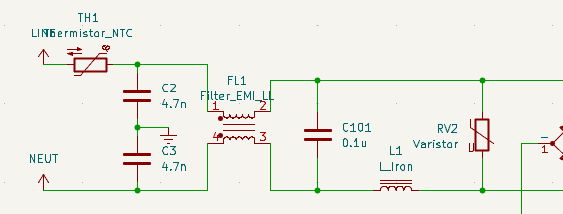 TH1
LINE
Thermistor_NTC
C2
4.7n
FL1
Filter_EMI_LL
1
2
4
3
C3
4.7n
NEUT
C101
0.1u
L1
L_Iron
RV2
Varistor
U
1